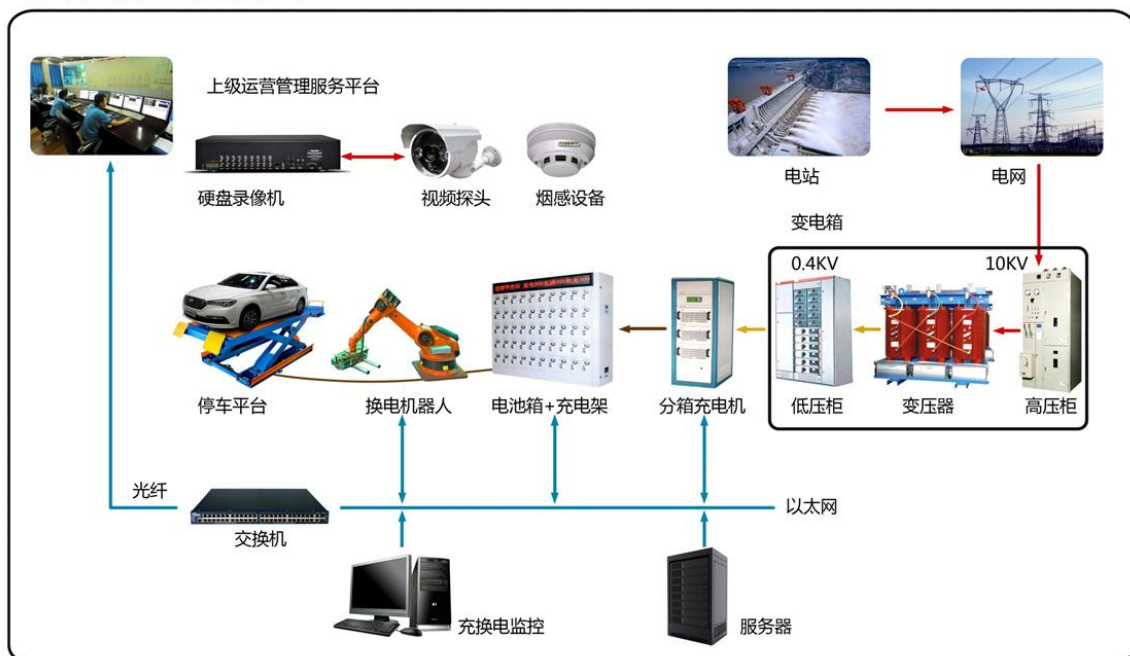 上级运营管理服务平台
硬盘录像机
视频探头
烟感设备
电站
电网
变电箱
0.4KV
10KV
停车平台
换电机器人
电池箱+充电架
分箱充电机
低压柜
变压器
高压柜
光纤
交换机
以太网
充换电监控
服务器